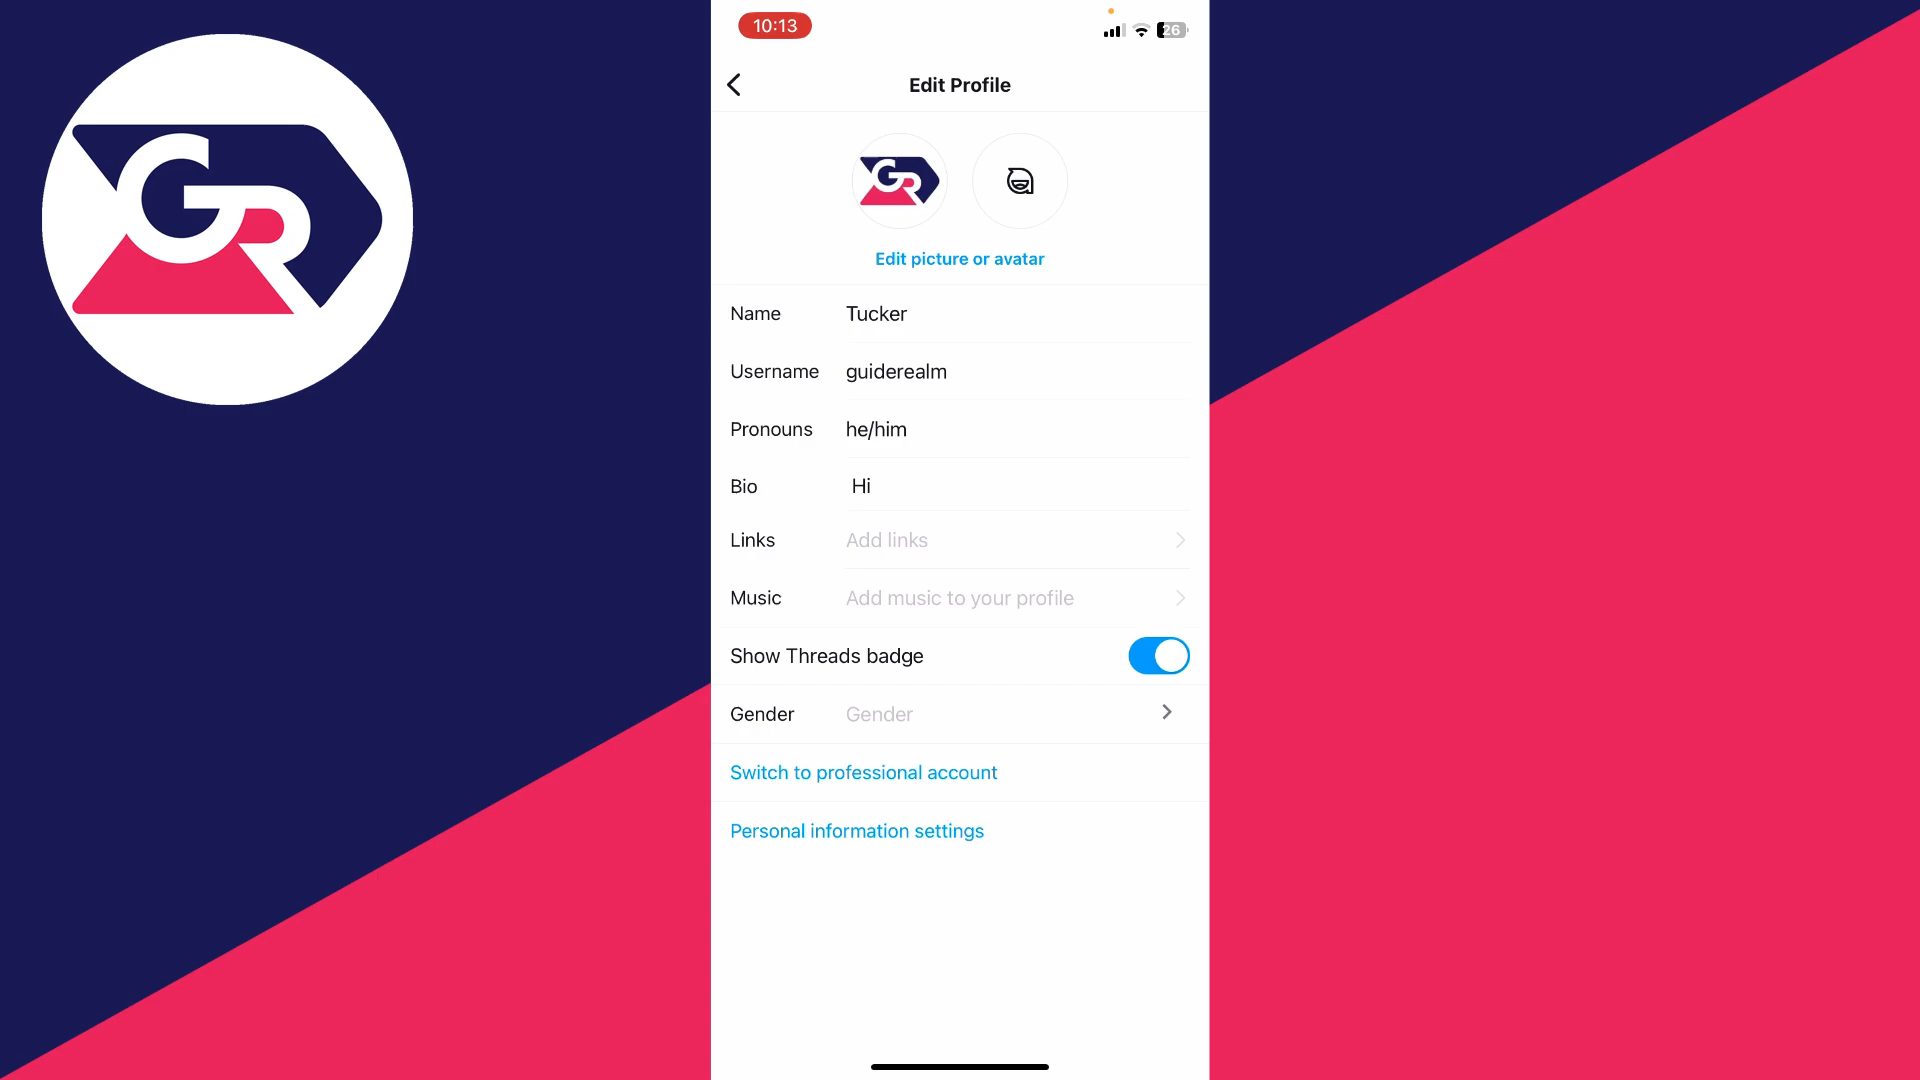 GR
10:13
26
Edit Profile
GR
Edit picture or avatar
Name Tucker
Username guiderealm
Pronouns he/him
Bio Hi
Links Add links
Music Add music to your profile
Show Threads badge
Gender Gender
Switch to professional account
Personal information settings